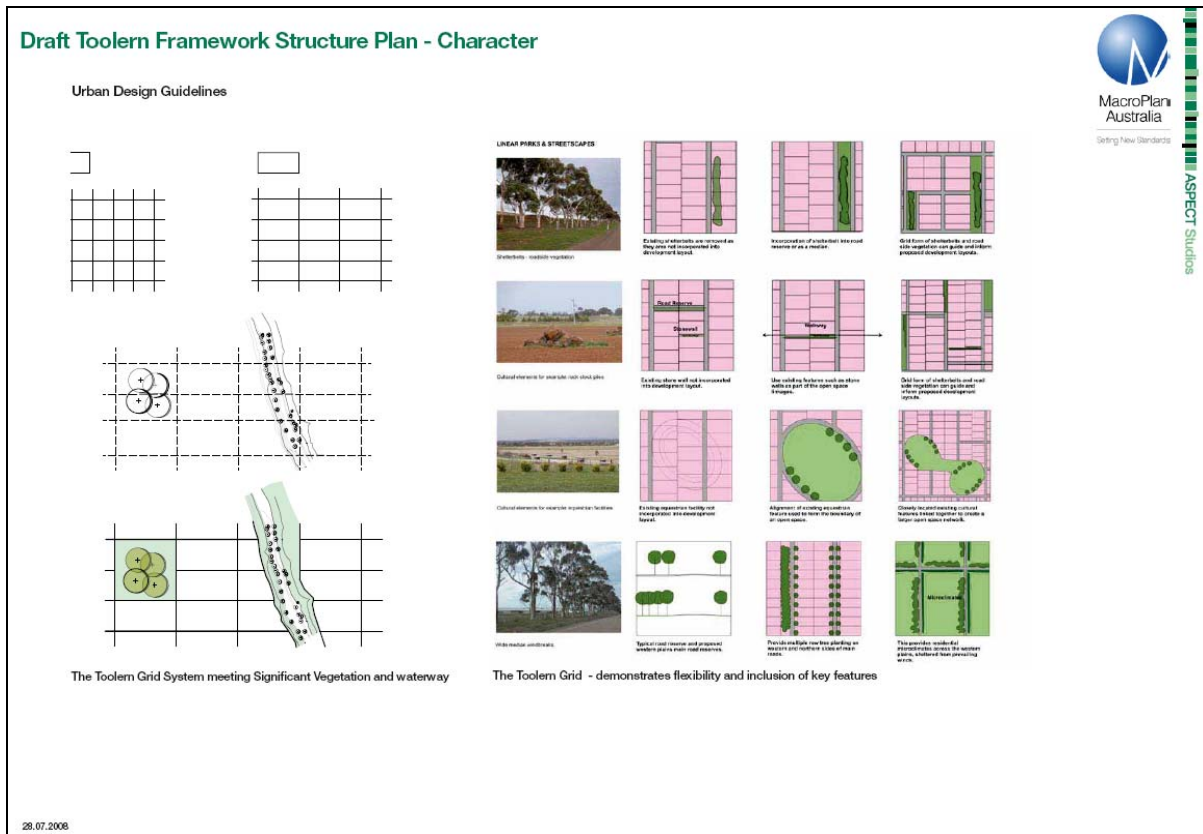 Draft Toolern Framework Structure Plan - Character
Urban Design Guidelines
MacroPlan
Australia
Setting New Standards
ASPECT Studios
LINEAR PARKS & STREETSCAPES
Shelterbelts - roadside vegetation
Existing shelterbelts are removed as
they are not incorporated into
development layout.
Incorporation of shelterbelt into road
reserve or as a median.
Grid form of shelterbelts and road
side vegetation can guide and inform
proposed development layouts.
Cultural elements for example rock stock piles
Road Reserve
Stonewall
Existing stone wall not incorporated
into development layout.
Walkway
Use existing features such as stone
walls as part of the open space
linkages.
Grid form of shelterbelts and road
side vegetation can guide and
inform proposed development
layouts.
Cultural elements for example equestrian facilities
Existing equestrian facility not
incorporated into development
layout.
Alignment of existing equestrian
feature used to form the boundary of
an open space.
Closely located existing cultural
features linked together to create a
larger open space network.
Wide median windbreaks.
Typical road reserve and proposed
western plains main road reserves.
Provide multiple row tree planting on
western and northern sides of main
roads.
Microclimates
This provides residential
microclimates across the western
plains, sheltered from prevailing
winds.
The Toolern Grid System meeting Significant Vegetation and waterway
The Toolern Grid - demonstrates flexibility and inclusion of key features
28.07.2008